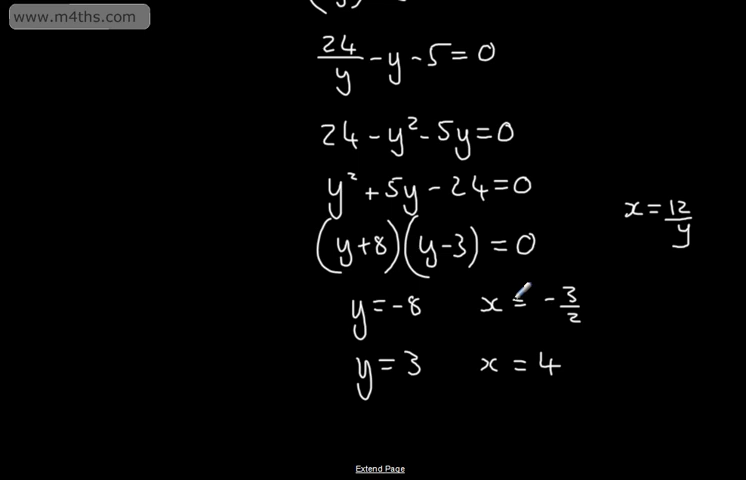 www.m4ths.com
24/y - y - 5 = 0
24 - y² - 5y = 0
y² + 5y - 24 = 0
x = 12/y
(y+8)(y-3) = 0
y = -8 x = -3/2
y = 3 x = 4
Extend Page